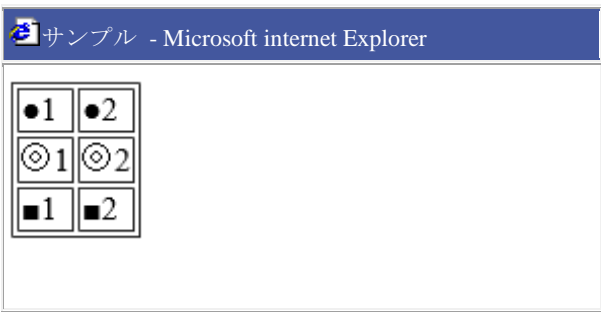 サンプル - Microsoft internet Explorer
●1 ●2
◎1 ◎2
■1 ■2